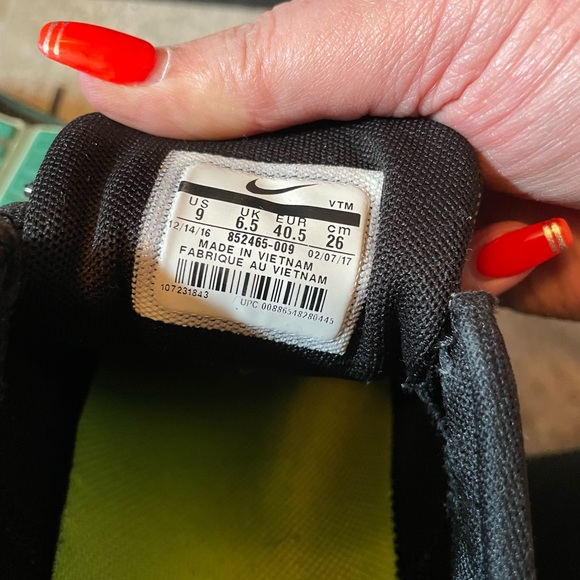 VTM
US UK EUR cm
9 6.5 40.5 26
12/14/16 852465-009 02/07/17
MADE IN VIETNAM
FABRIQUE AU VIETNAM
107231843
UPC:00886548280445